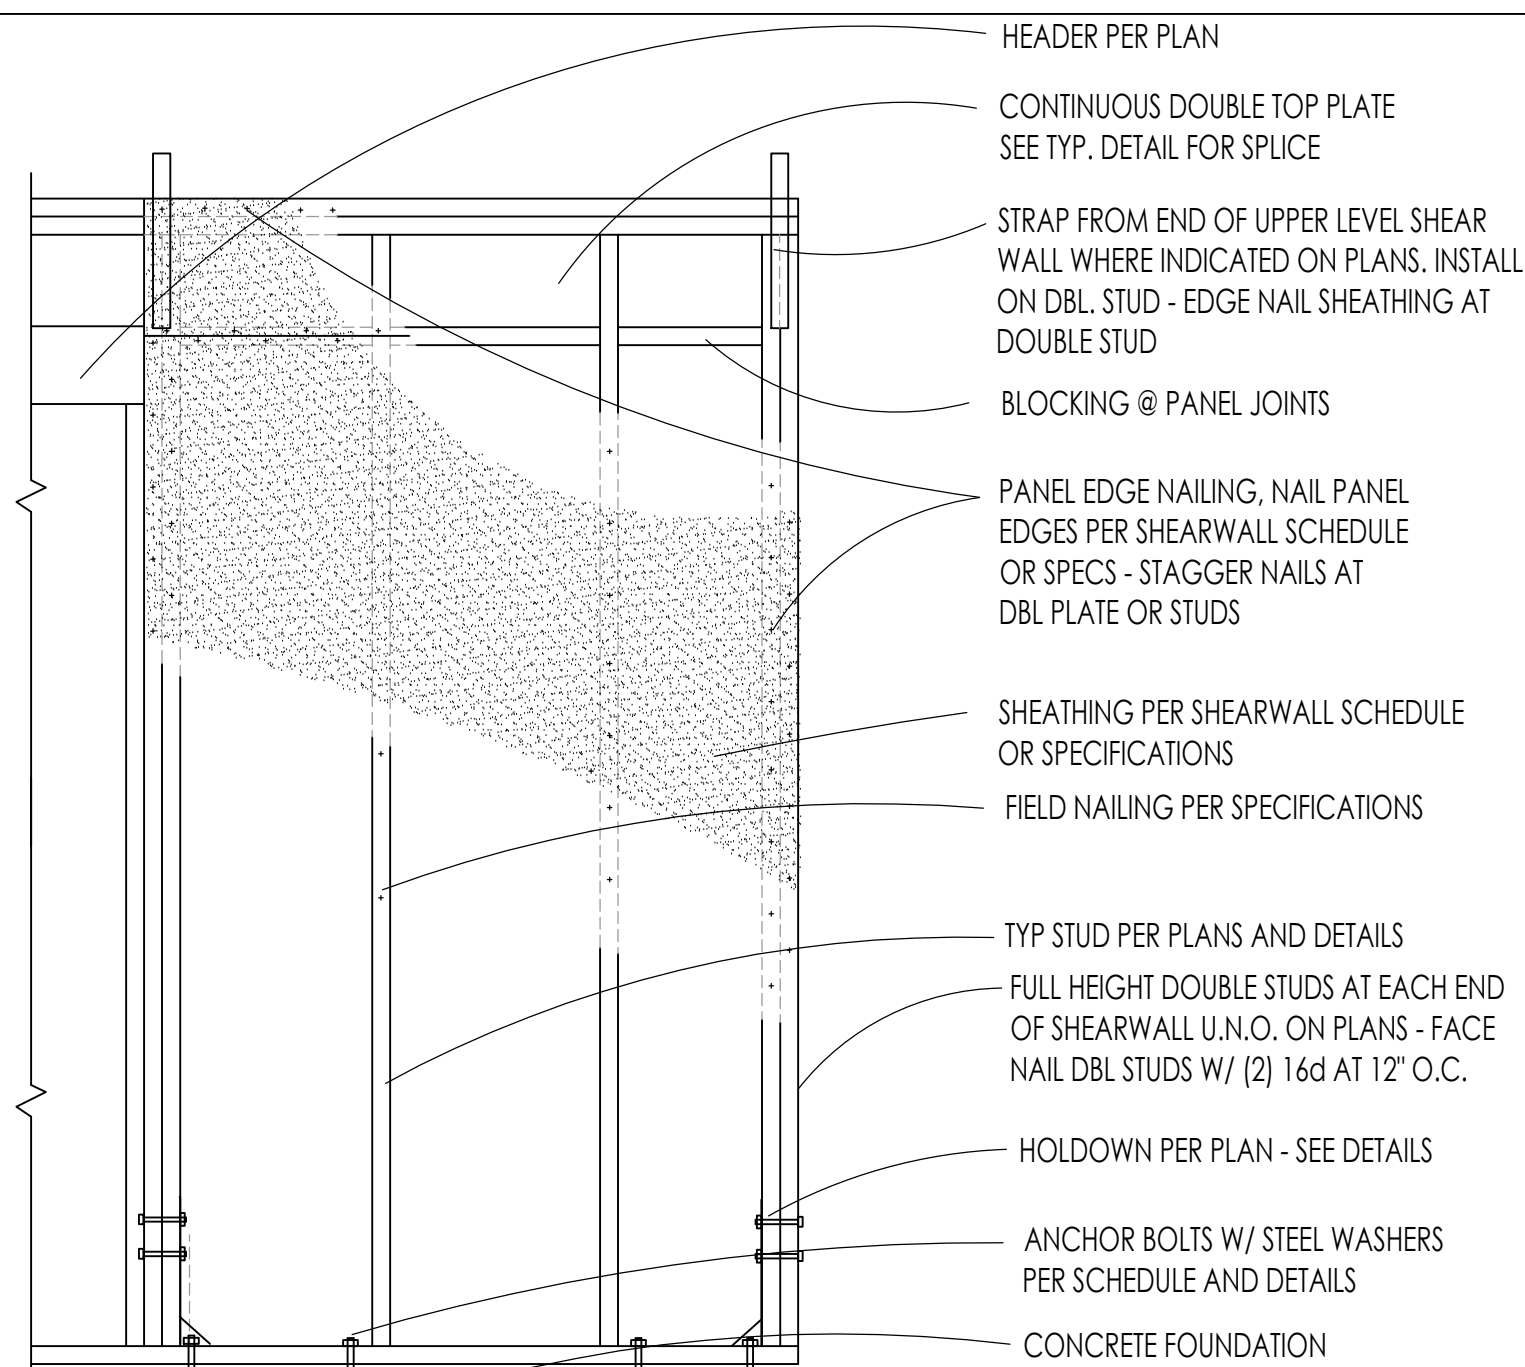 HEADER PER PLAN
CONTINUOUS DOUBLE TOP PLATE
SEE TYP. DETAIL FOR SPLICE
STRAP FROM END OF UPPER LEVEL SHEAR
WALL WHERE INDICATED ON PLANS. INSTALL
ON DBL. STUD - EDGE NAIL SHEATHING AT
DOUBLE STUD
BLOCKING @ PANEL JOINTS
PANEL EDGE NAILING, NAIL PANEL
EDGES PER SHEARWALL SCHEDULE
OR SPECS - STAGGER NAILS AT
DBL PLATE OR STUDS
SHEATHING PER SHEARWALL SCHEDULE
OR SPECIFICATIONS
FIELD NAILING PER SPECIFICATIONS
TYP STUD PER PLANS AND DETAILS
FULL HEIGHT DOUBLE STUDS AT EACH END
OF SHEARWALL U.N.O. ON PLANS - FACE
NAIL DBL STUDS W/ (2) 16d AT 12" O.C.
HOLDOWN PER PLAN - SEE DETAILS
ANCHOR BOLTS W/ STEEL WASHERS
PER SCHEDULE AND DETAILS
CONCRETE FOUNDATION